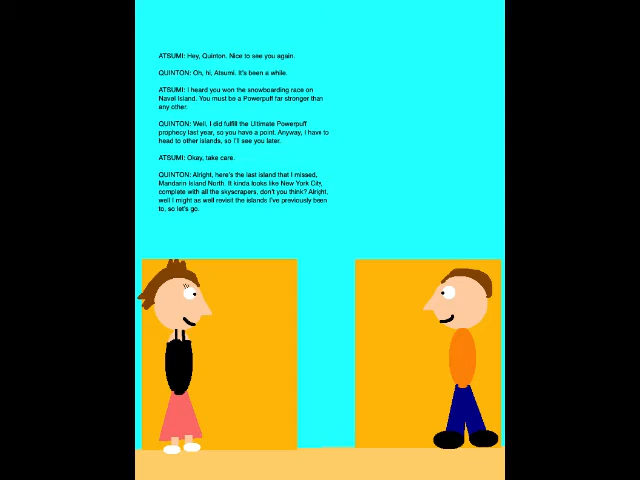 ATSUMI: Hey, Quinton. Nice to see you again.
QUINTON: Oh, hi, Atsumi. It's been a while.
ATSUMI: I heard you won the snowboarding race on
Navel Island. You must be a Powerpuff far stronger than
any other.
QUINTON: Well, I did fulfill the Ultimate Powerpuff
prophecy last year, so you have a point. Anyway, I have to
head to other islands, so I'll see you later.
ATSUMI: Okay, take care.
QUINTON: Alright, here's the last island that I missed,
Mandarin Island North. It kinda looks like New York City,
complete with all the skyscrapers, don't you think? Alright,
well I might as well revisit the islands I've previously been
to, so let's go.